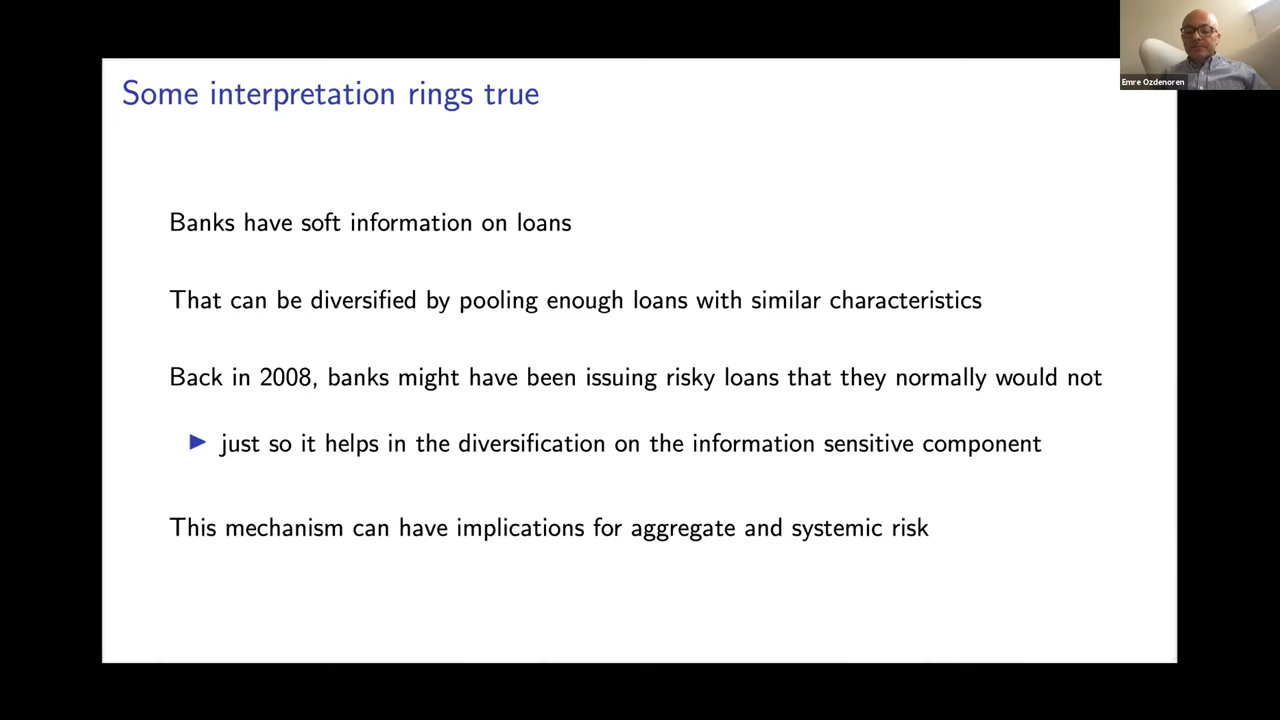 Some interpretation rings true
Emre Ozdenoren
Banks have soft information on loans
That can be diversified by pooling enough loans with similar characteristics
Back in 2008, banks might have been issuing risky loans that they normally would not
▶ just so it helps in the diversification on the information sensitive component
This mechanism can have implications for aggregate and systemic risk